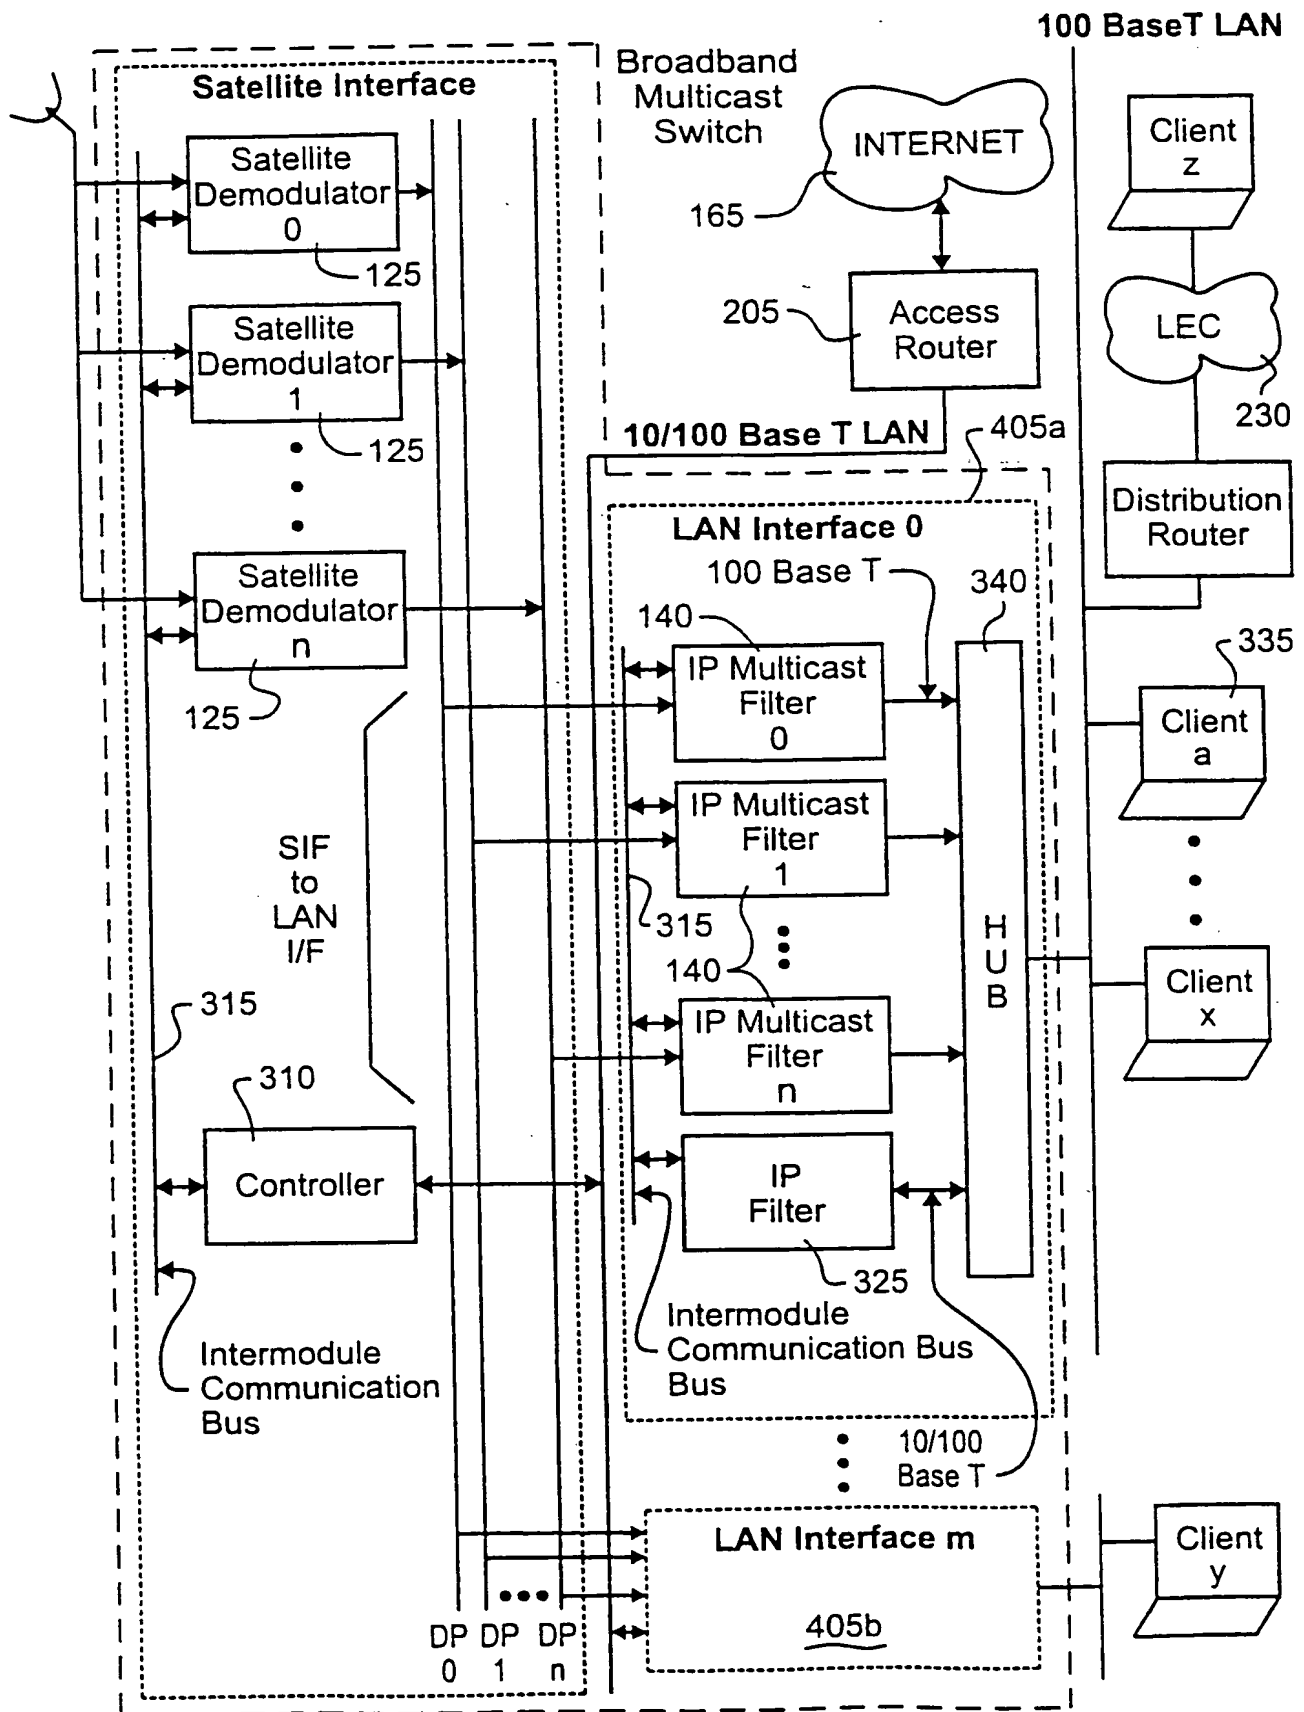 100 BaseT LAN
Satellite Interface
Broadband
Multicast
Switch
INTERNET
165
Client
z
Satellite
Demodulator
0
125
Access
Router
205
LEC
230
Satellite
Demodulator
1
125
10/100 Base T LAN
405a
Distribution
Router
LAN Interface 0
100 Base T
340
Satellite
Demodulator
n
125
140
IP Multicast
Filter
0
335
Client
a
IP Multicast
Filter
1
SIF
to
LAN
I/F
315
140
HUB
Client
x
IP Multicast
Filter
n
315
310
Controller
IP
Filter
325
Intermodule
Communication
Bus
Intermodule
Communication Bus
Bus
10/100
Base T
LAN Interface m
405b
Client
y
DP
0
DP
1
DP
n